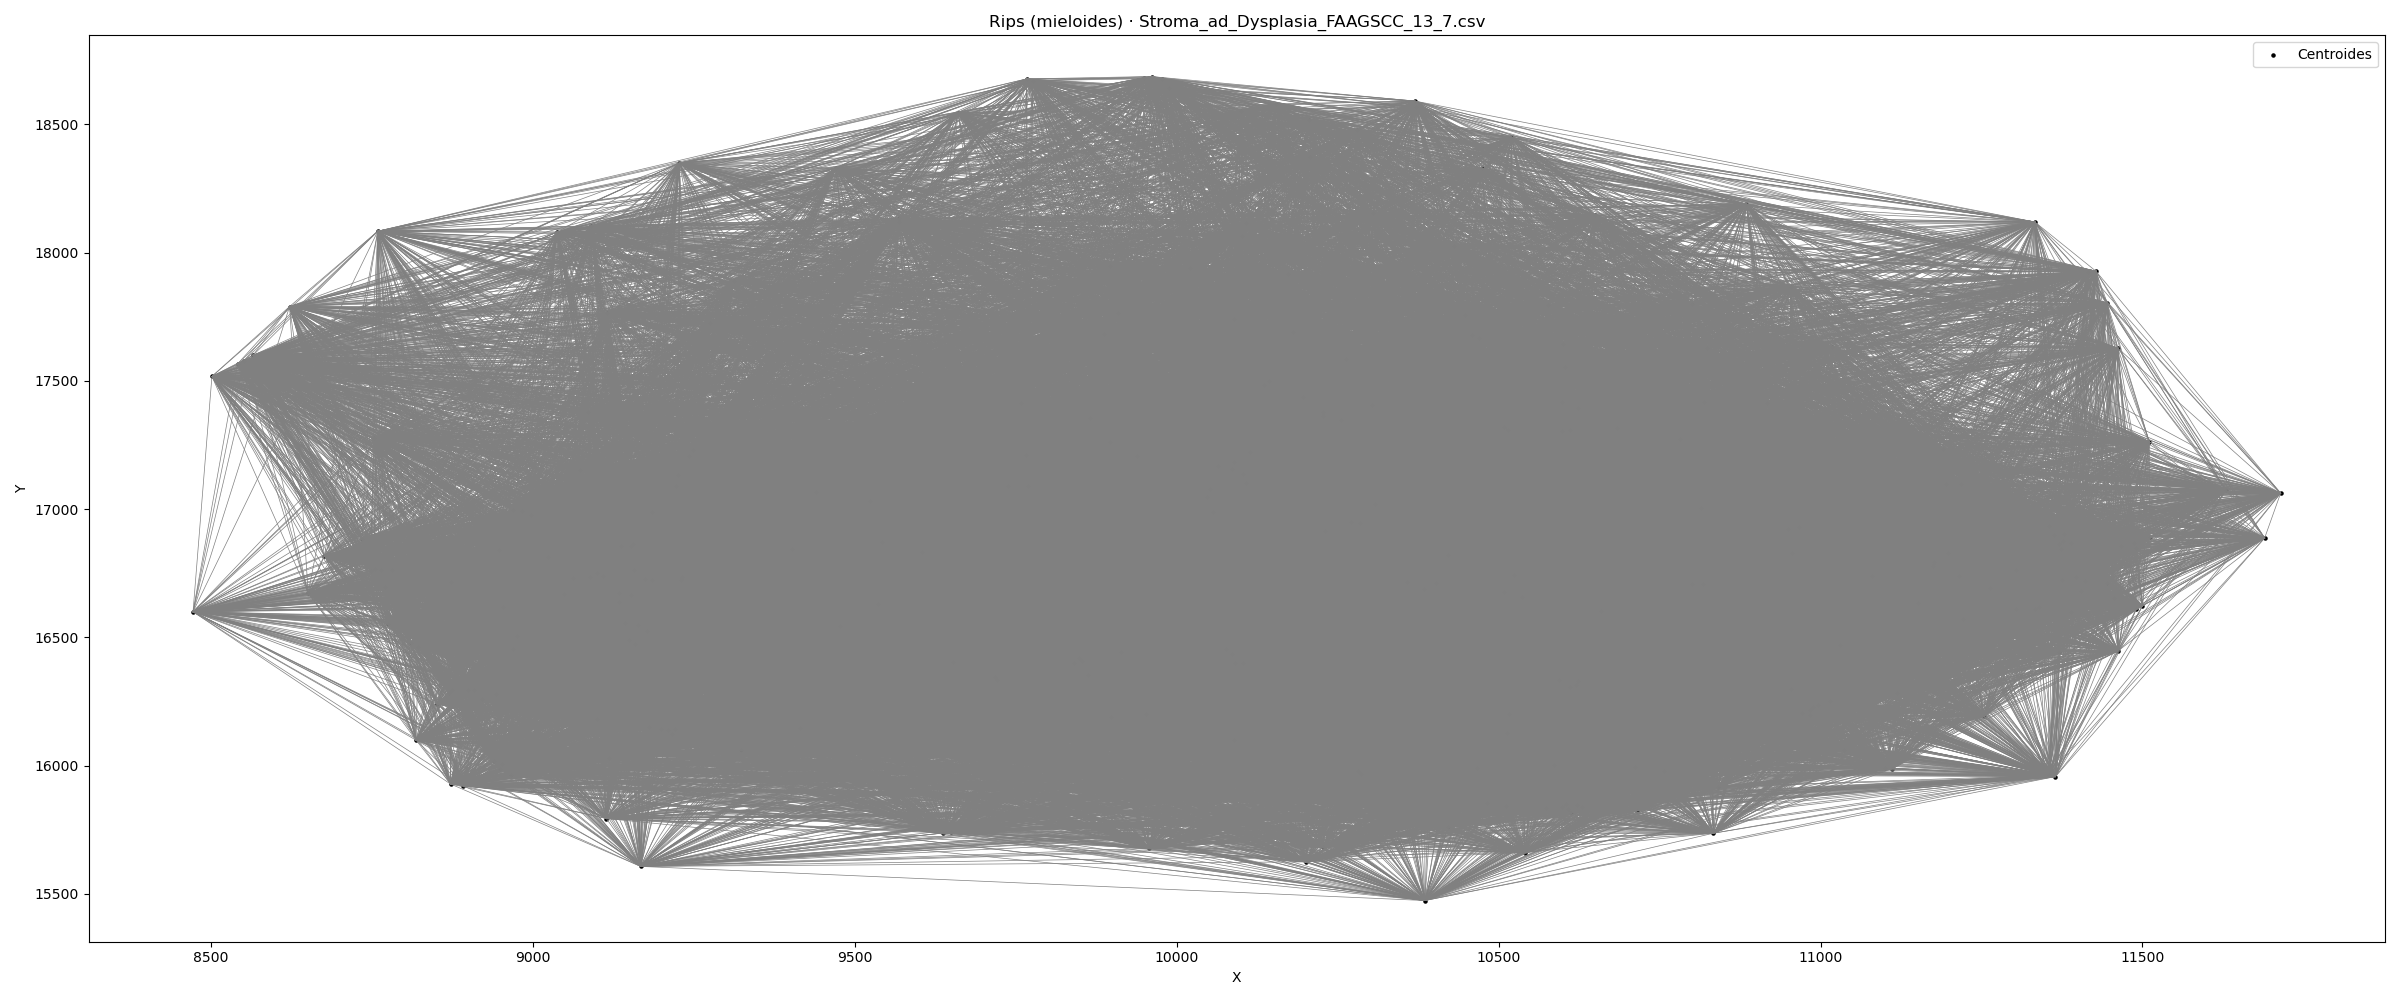 Rips (mieloides) · Stroma_ad_Dysplasia_FAAGSCC_13_7.csv
Centroides
18500
18000
17500
17000
16500
16000
15500
Y
8500 9000 9500 10000 10500 11000 11500
X